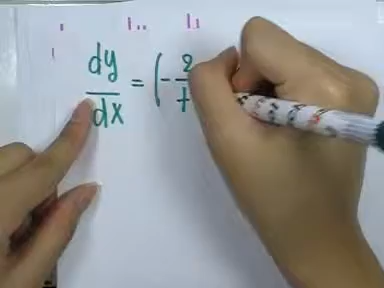 dy/dx = (-2/t